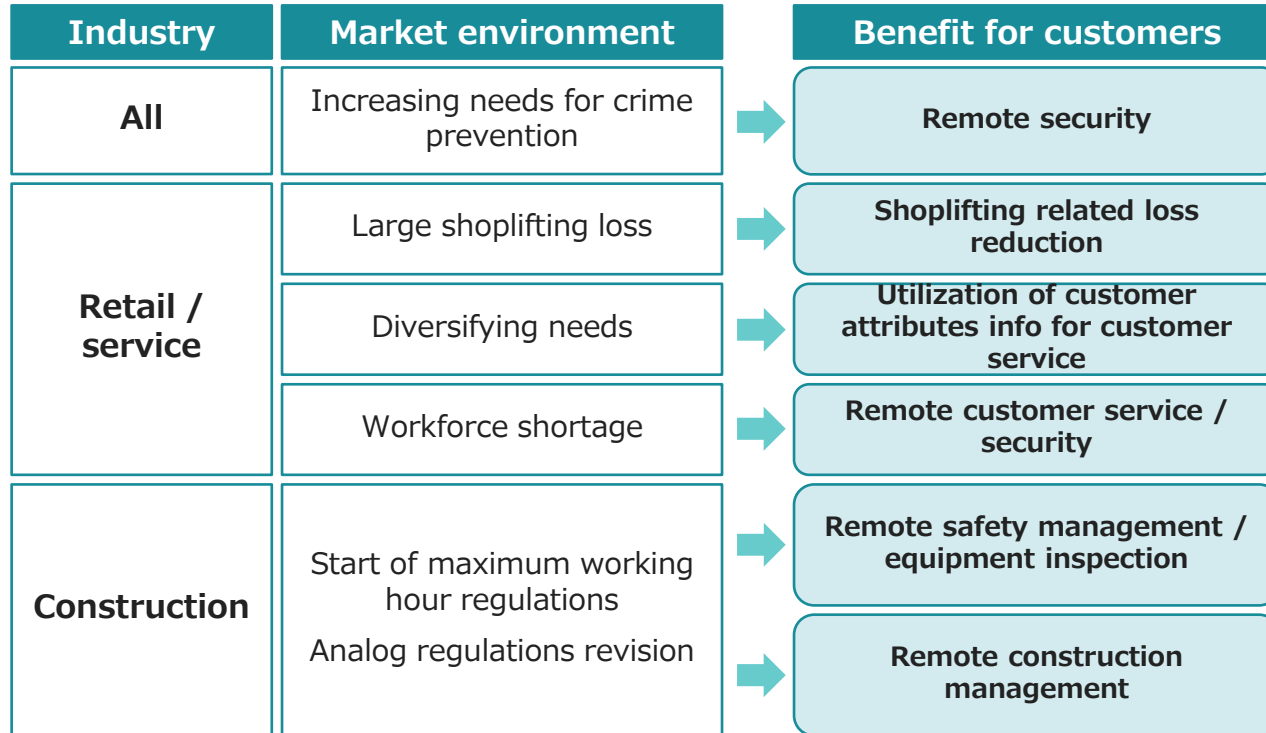 Industry
Market environment
Benefit for customers
All
Increasing needs for crime
prevention
Remote security
Retail /
service
Large shoplifting loss
Shoplifting related loss
reduction
Diversifying needs
Utilization of customer
attributes info for customer
service
Workforce shortage
Remote customer service /
security
Construction
Start of maximum working
hour regulations
Analog regulations revision
Remote safety management /
equipment inspection
Remote construction
management